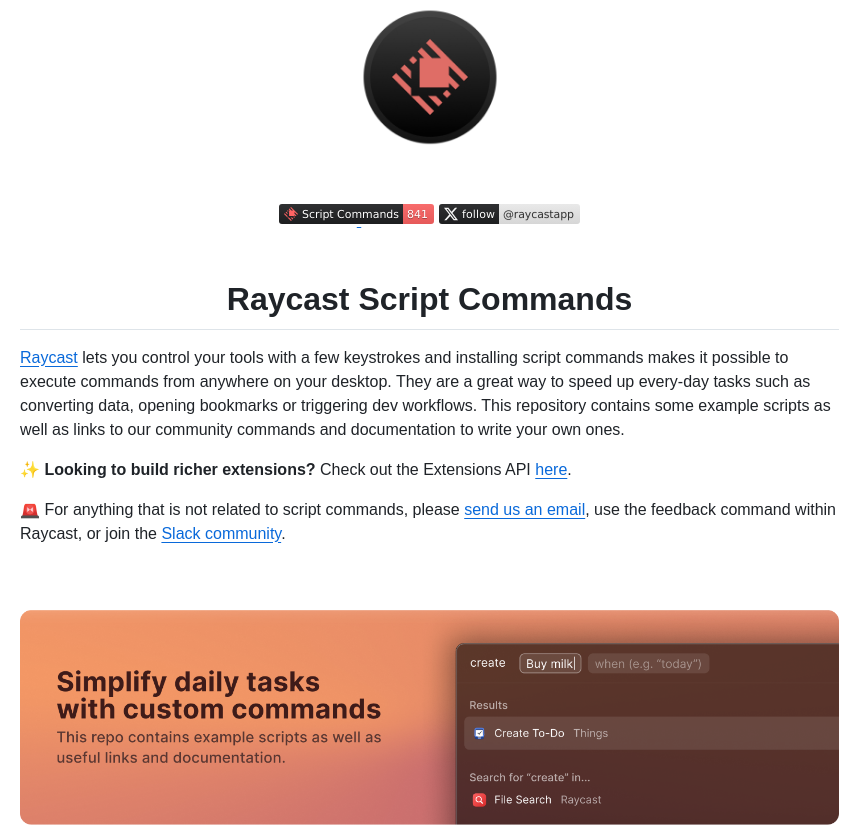 Script Commands 841 follow @raycastapp
Raycast Script Commands
Raycast lets you control your tools with a few keystrokes and installing script commands makes it possible to
execute commands from anywhere on your desktop. They are a great way to speed up every-day tasks such as
converting data, opening bookmarks or triggering dev workflows. This repository contains some example scripts as
well as links to our community commands and documentation to write your own ones.
✨ Looking to build richer extensions? Check out the Extensions API here.
🚨 For anything that is not related to script commands, please send us an email, use the feedback command within
Raycast, or join the Slack community.
Simplify daily tasks
with custom commands
This repo contains example scripts as well as
useful links and documentation.
create Buy milk when (e.g. “today”)
Results
Create To-Do Things
Search for “create” in...
File Search Raycast